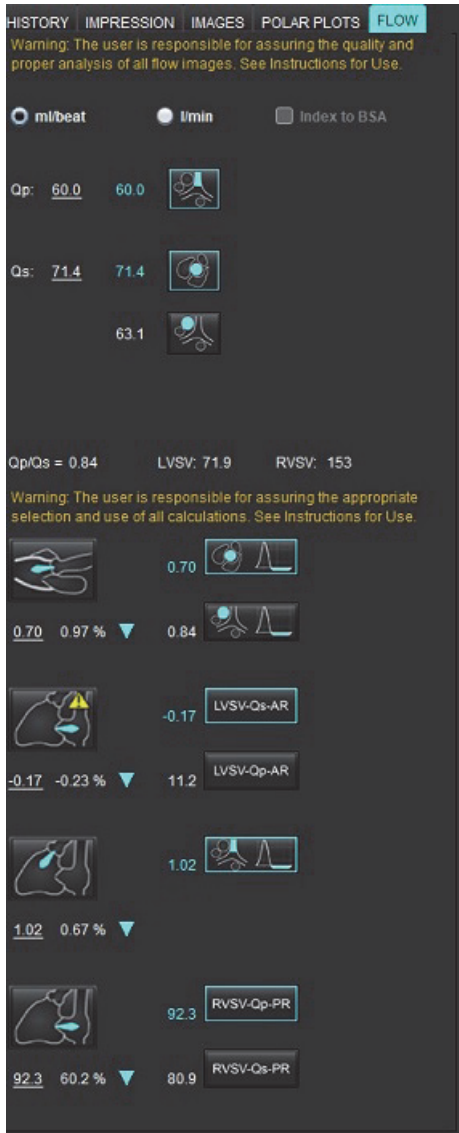 HISTORY IMPRESSION IMAGES POLAR PLOTS FLOW
Warning: The user is responsible for assuring the quality and
proper analysis of all flow images. See Instructions for Use.
ml/beat l/min Index to BSA
Qp: 60.0 60.0
Qs: 71.4 71.4
63.1
Qp/Qs = 0.84 LVSV: 71.9 RVSV: 153
Warning: The user is responsible for assuring the appropriate
selection and use of all calculations. See Instructions for Use.
0.70
0.70 0.97 % 0.84
-0.17 LVSV-Qs-AR
-0.17 -0.23 % 11.2 LVSV-Qp-AR
1.02
1.02 0.67 %
92.3 RVSV-Qp-PR
92.3 60.2 % 80.9 RVSV-Qs-PR